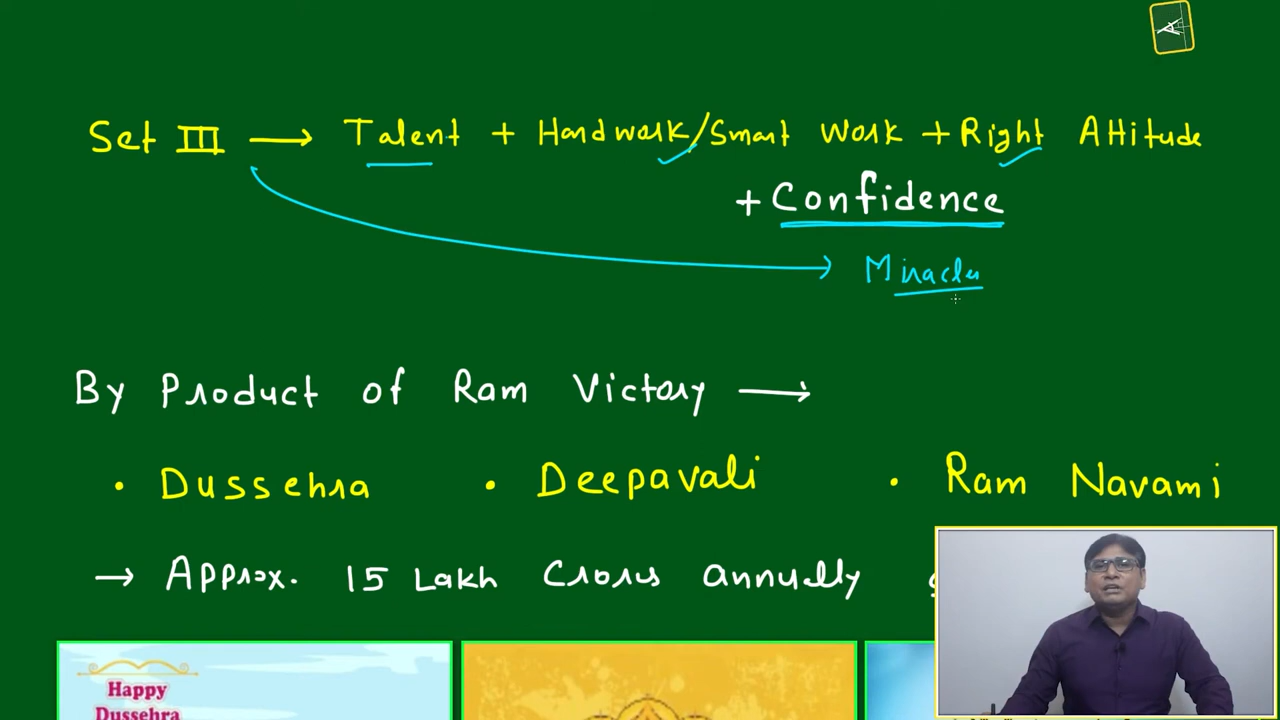 Set III → Talent + Hardwork/Smart Work + Right Attitude
+ Confidence
Miracles
By Product of Ram Victory →
• Dussehra • Deepavali • Ram Navami
→ Approx. 15 Lakh Crores annually
Happy
Dussehra